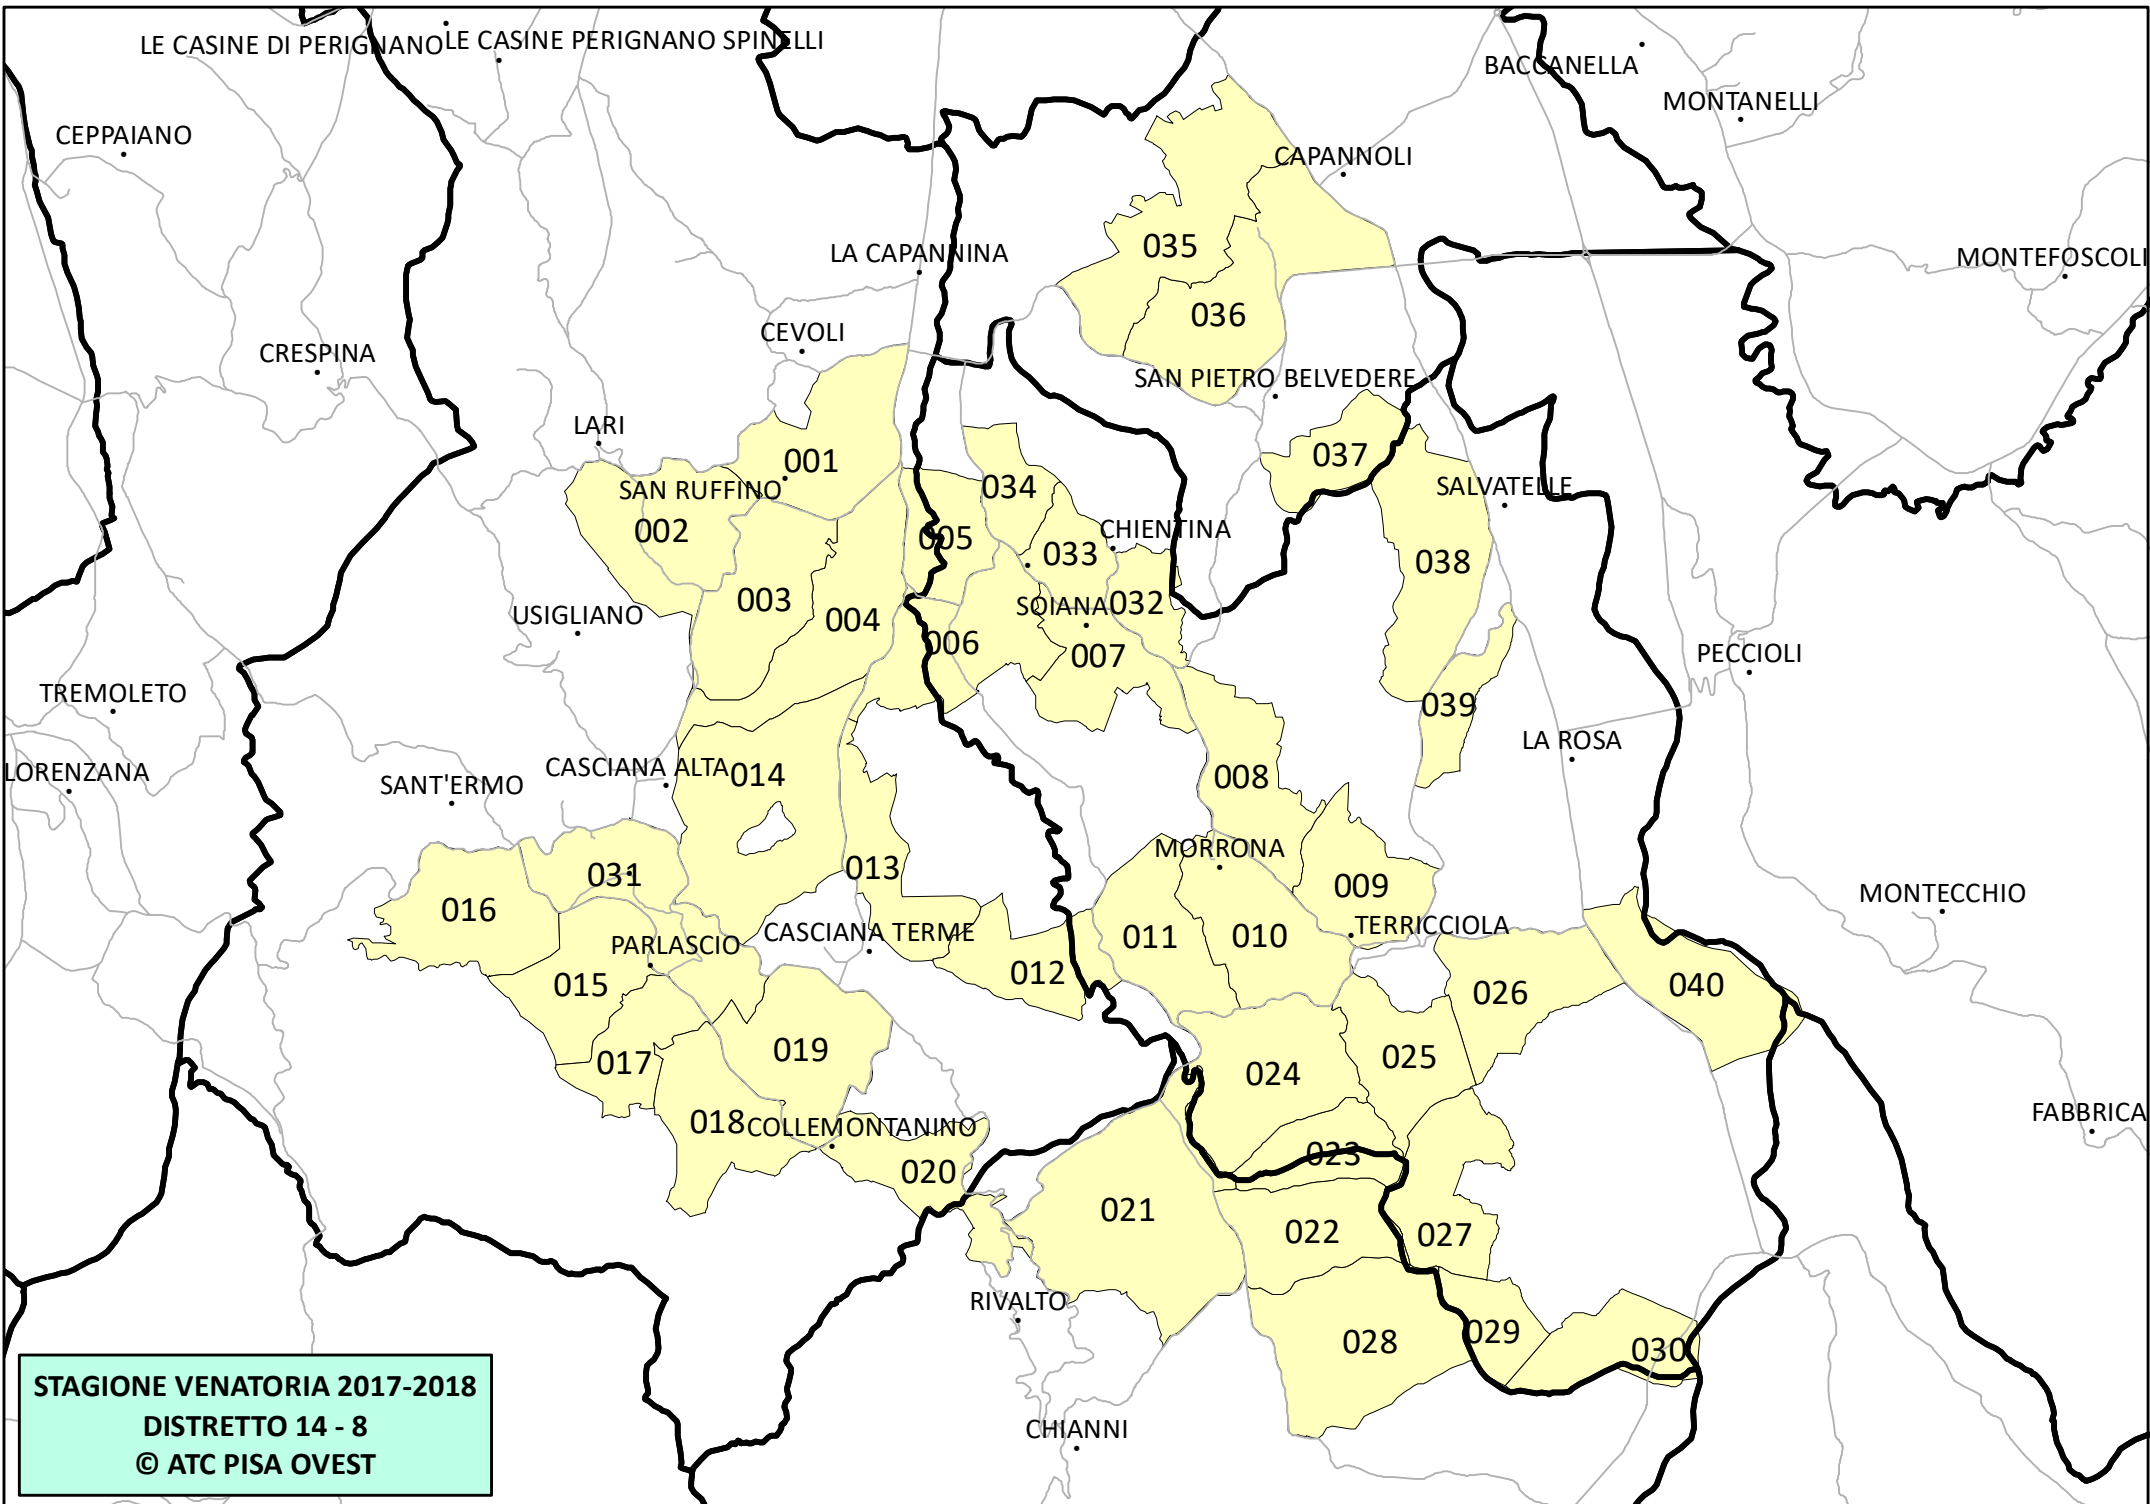 LE CASINE DI PERIGNANO
LE CASINE PERIGNANO SPINELLI
BACCANELLA
MONTANELLI
CEPPAIANO
CAPANNOLI
035
LA CAPANNINA
MONTEFOSCOLI
036
CEVOLI
CRESPINA
SAN PIETRO BELVEDERE
LARI
037
001
SAN RUFFINO
034
SALVATELLE
002
005
CHIENTINA
033
038
003
032
SOIANA
USIGLIANO
004
006
007
PECCIOLI
TREMOLETO
039
LA ROSA
LORENZANA
SANT'ERMO
CASCIANA ALTA
014
008
MORRONA
013
031
009
MONTECCHIO
016
PARLASCIO
CASCIANA TERME
011
010
TERRICCIOLA
012
015
026
040
019
017
025
024
FABBRICA
018
COLLEMONTANINO
023
020
021
022
027
RIVALTO
029
028
030
CHIANNI
STAGIONE VENATORIA 2017-2018
DISTRETTO 14 - 8
© ATC PISA OVEST